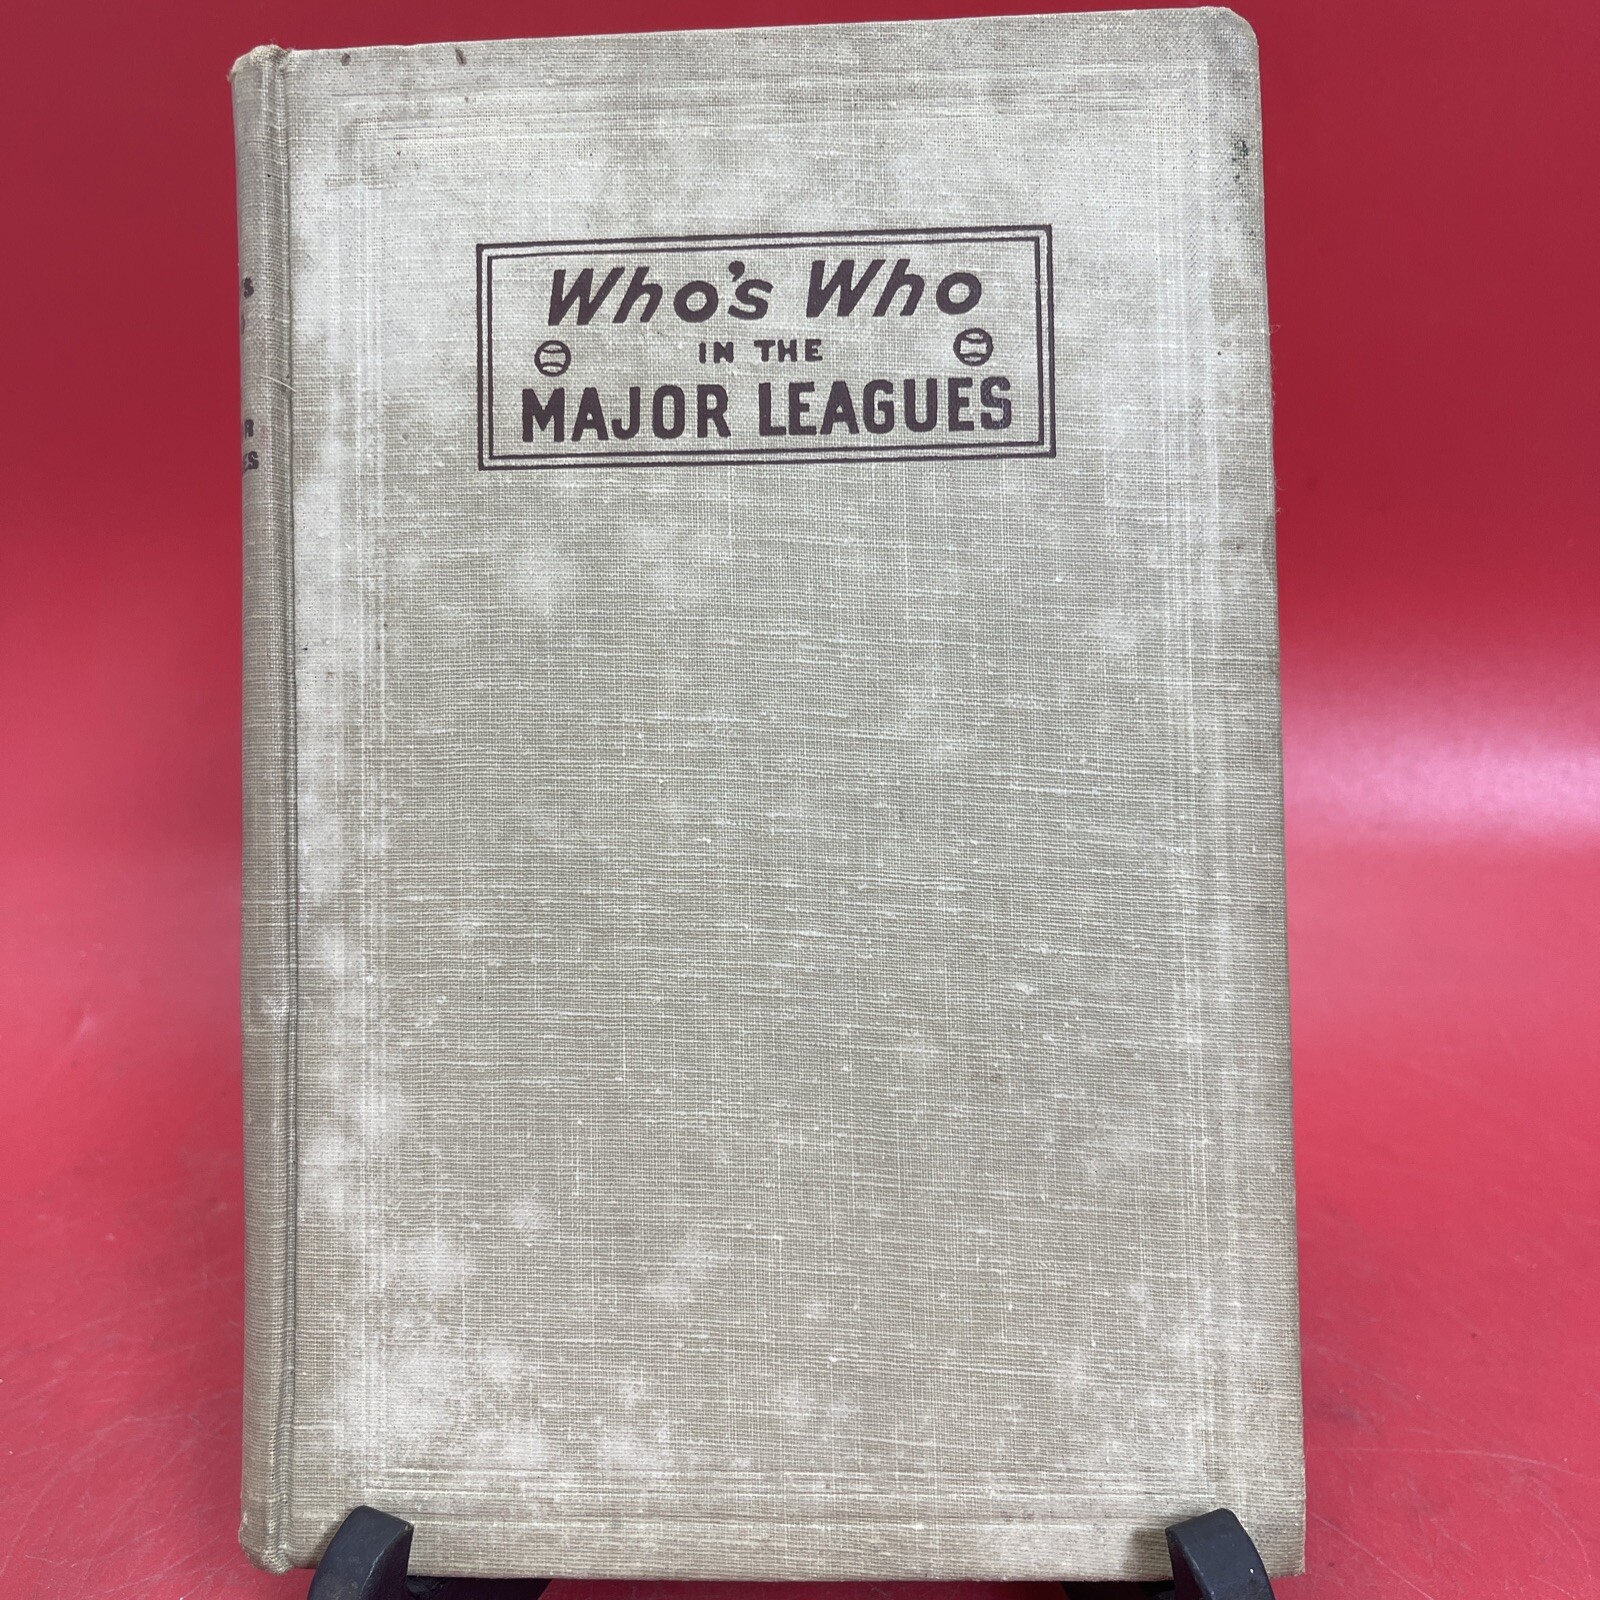 Who's Who
IN THE
MAJOR LEAGUES